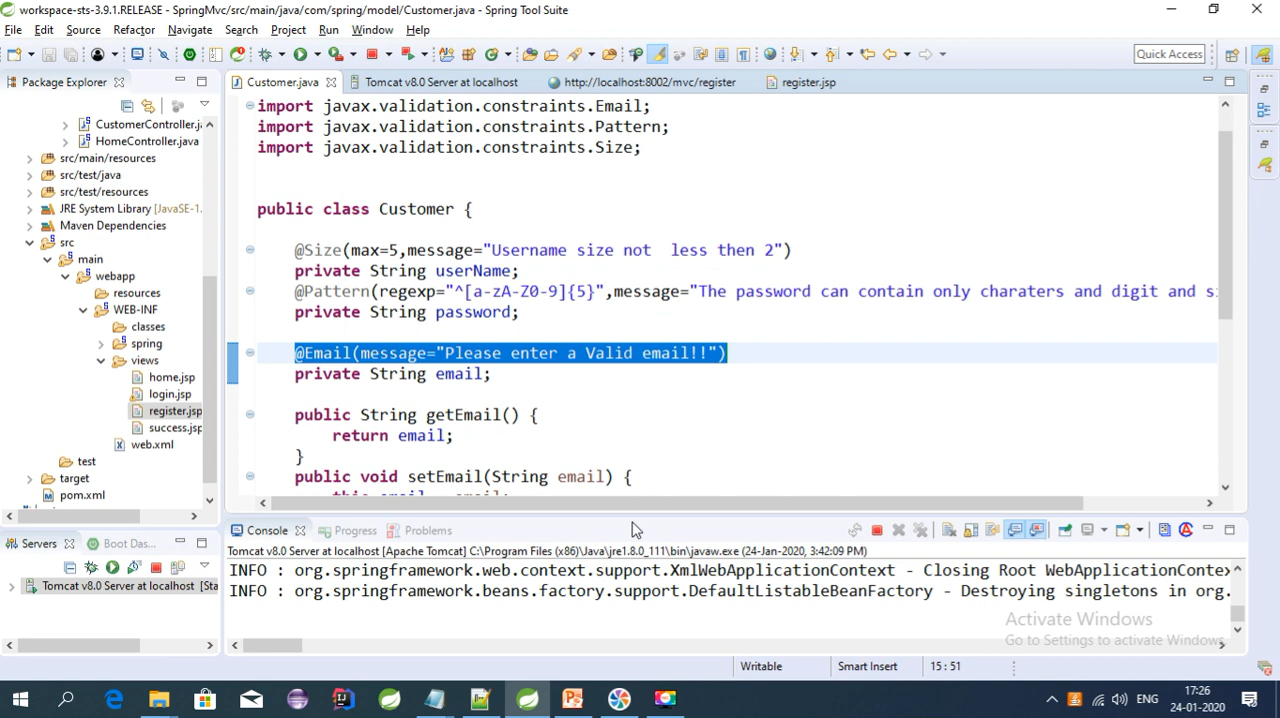 workspace-sts-3.9.1.RELEASE - SpringMvc/src/main/java/com/spring/model/Customer.java - Spring Tool Suite
File Edit Source Refactor Navigate Search Project Run Window Help
Quick Access
Package Explorer
Customer.java
Tomcat v8.0 Server at localhost
http://localhost:8002/mvc/register
register.jsp
CustomerController.ja
HomeController.java
src/main/resources
src/test/java
src/test/resources
JRE System Library [JavaSE-1.
Maven Dependencies
src
main
webapp
resources
WEB-INF
classes
spring
views
home.jsp
login.jsp
register.jsp
success.jsp
web.xml
test
target
pom.xml
import javax.validation.constraints.Email;
import javax.validation.constraints.Pattern;
import javax.validation.constraints.Size;
public class Customer {
@Size(max=5,message="Username size not  less then 2")
private String userName;
@Pattern(regexp="^[a-zA-Z0-9]{5}",message="The password can contain only charaters and digit and si
private String password;
@Email(message="Please enter a Valid email!!")
private String email;
public String getEmail() {
return email;
}
public void setEmail(String email) {
Servers
Boot Das...
Tomcat v8.0 Server at localhost [Sta
Console
Progress
Problems
Tomcat v8.0 Server at localhost [Apache Tomcat] C:\Program Files (x86)\Java\jre1.8.0_111\bin\javaw.exe (24-Jan-2020, 3:42:09 PM)
INFO : org.springframework.web.context.support.XmlWebApplicationContext - Closing Root WebApplicationContex
INFO : org.springframework.beans.factory.support.DefaultListableBeanFactory - Destroying singletons in org.
Activate Windows
Go to Settings to activate Windows.
Writable
Smart Insert
15 : 51
ENG
17:26
24-01-2020